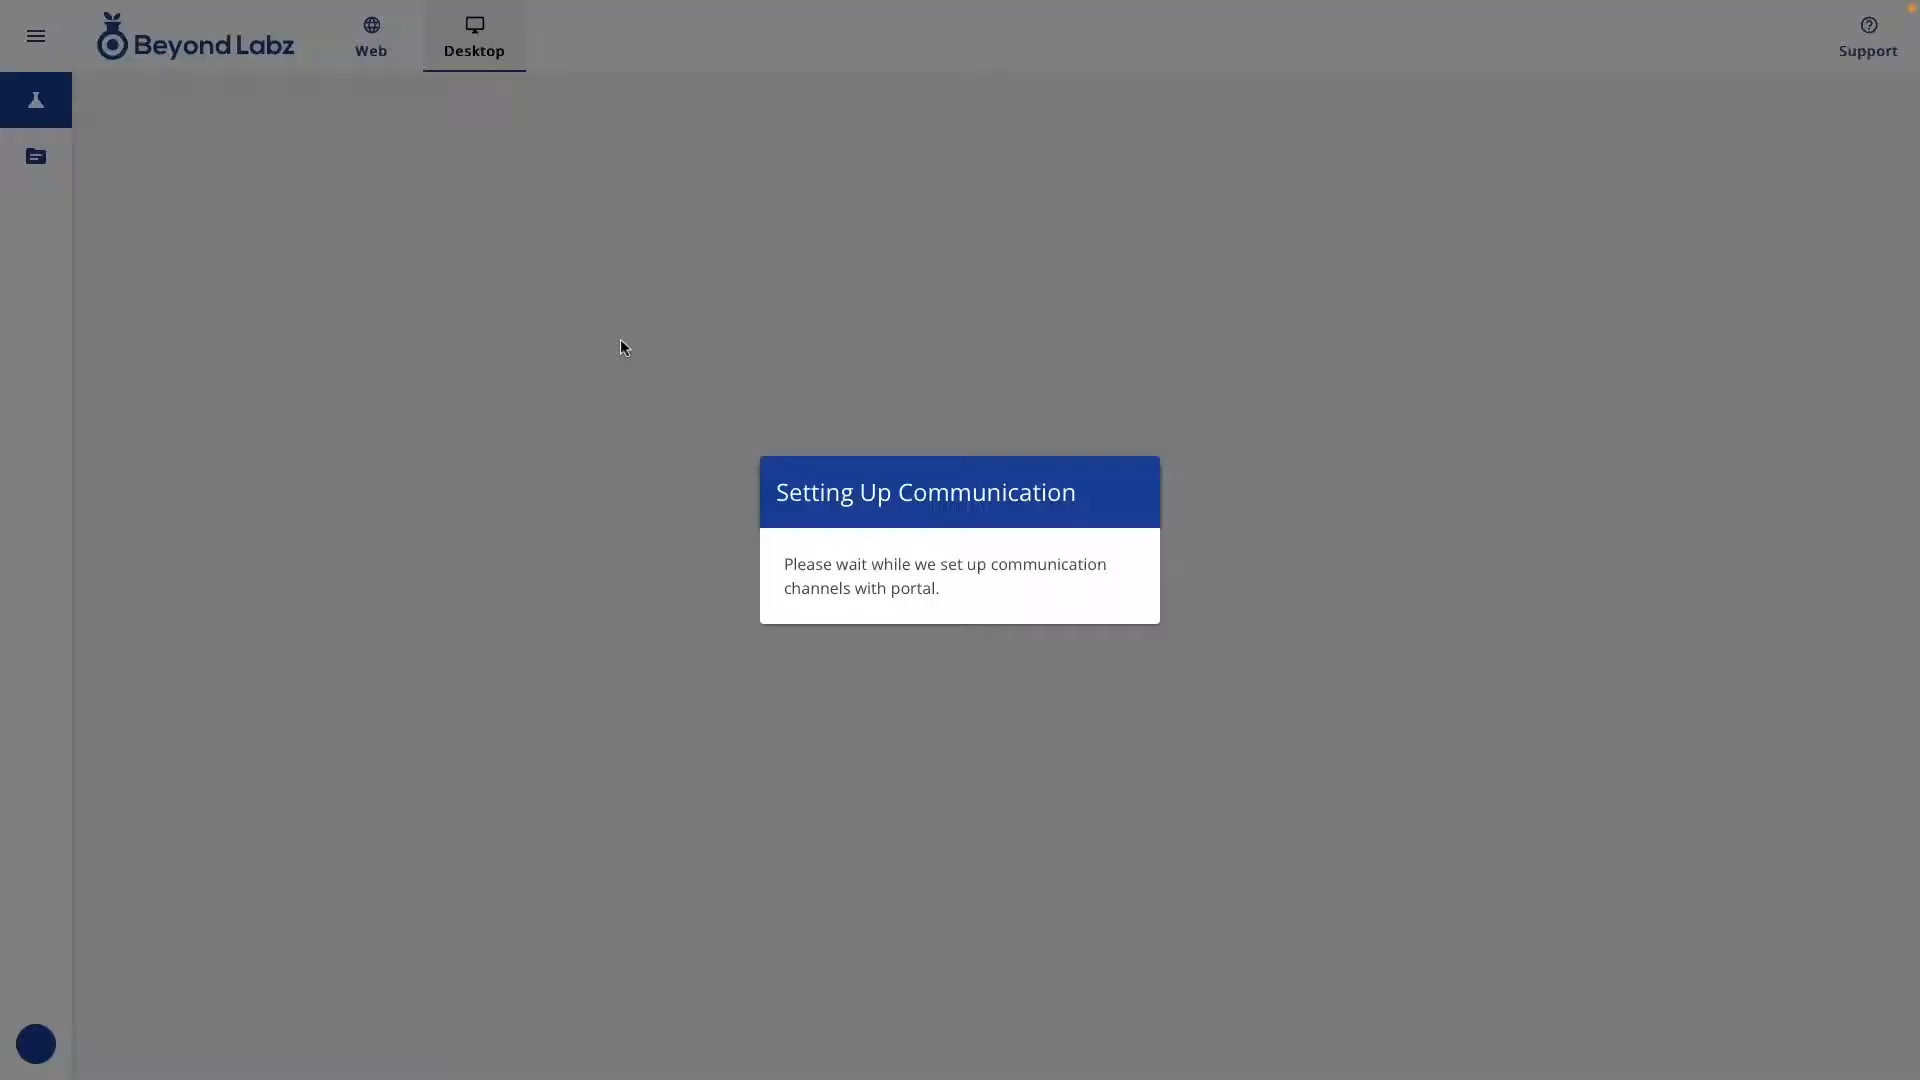 Beyond Labz
Web
Desktop
Support
Setting Up Communication
Please wait while we set up communication
channels with portal.